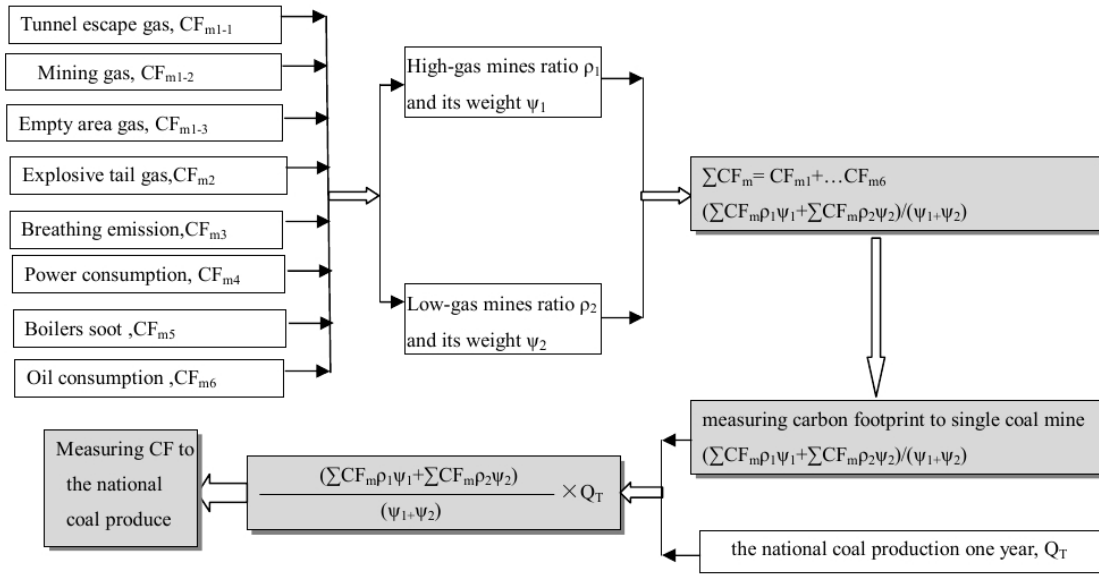 Tunnel escape gas, CFm1-1
Mining gas, CFm1-2
Empty area gas, CFm1-3
Explosive tail gas,CFm2
Breathing emission,CFm3
Power consumption, CFm4
Boilers soot ,CFm5
Oil consumption ,CFm6
High-gas mines ratio ρ1
and its weight ψ1
Low-gas mines ratio ρ2
and its weight ψ2
∑CFm= CFm1+…CFm6
(∑CFmρ1ψ1+∑CFmρ2ψ2)/(ψ1+ψ2)
measuring carbon footprint to single coal mine
(∑CFmρ1ψ1+∑CFmρ2ψ2)/(ψ1+ψ2)
the national coal production one year, QT
(∑CFmρ1ψ1+∑CFmρ2ψ2)
(ψ1+ψ2)
×QT
Measuring CF to
the national
coal produce